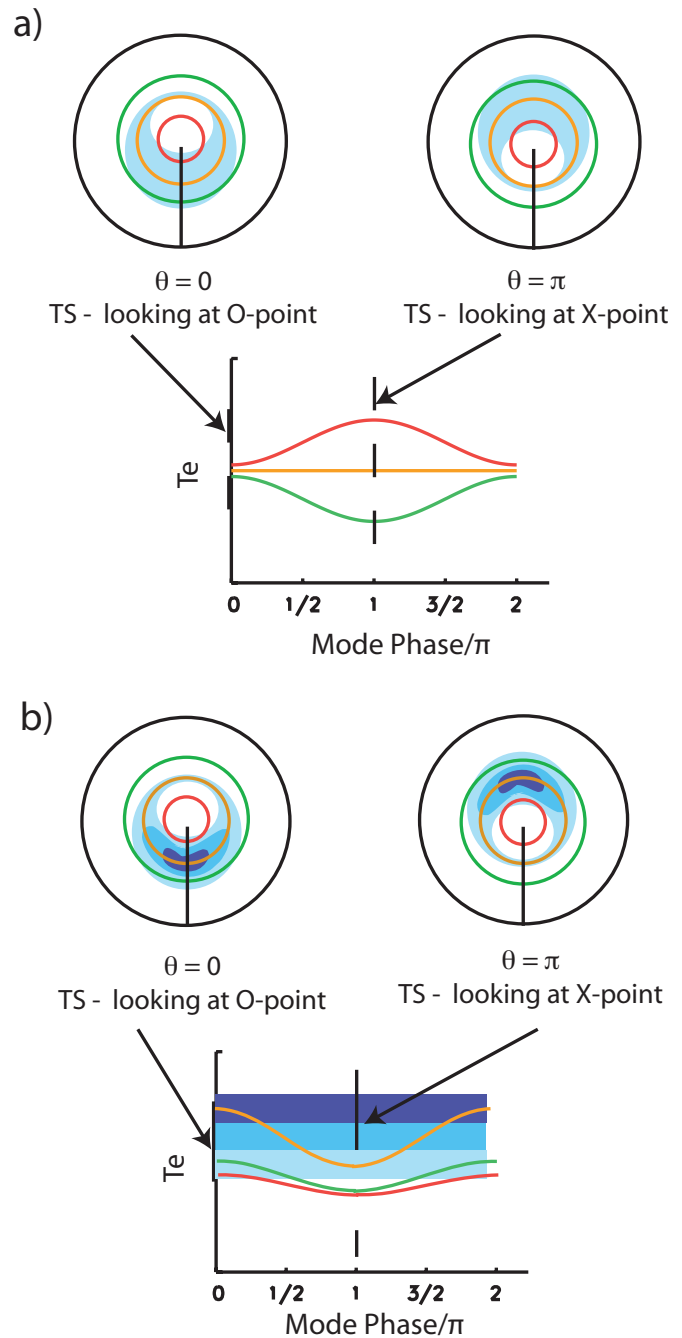 a)
θ = 0
TS - looking at O-point
θ = π
TS - looking at X-point
Te
0 1/2 1 3/2 2
Mode Phase/π
b)
θ = 0
TS - looking at O-point
θ = π
TS - looking at X-point
Te
0 1/2 1 3/2 2
Mode Phase/π